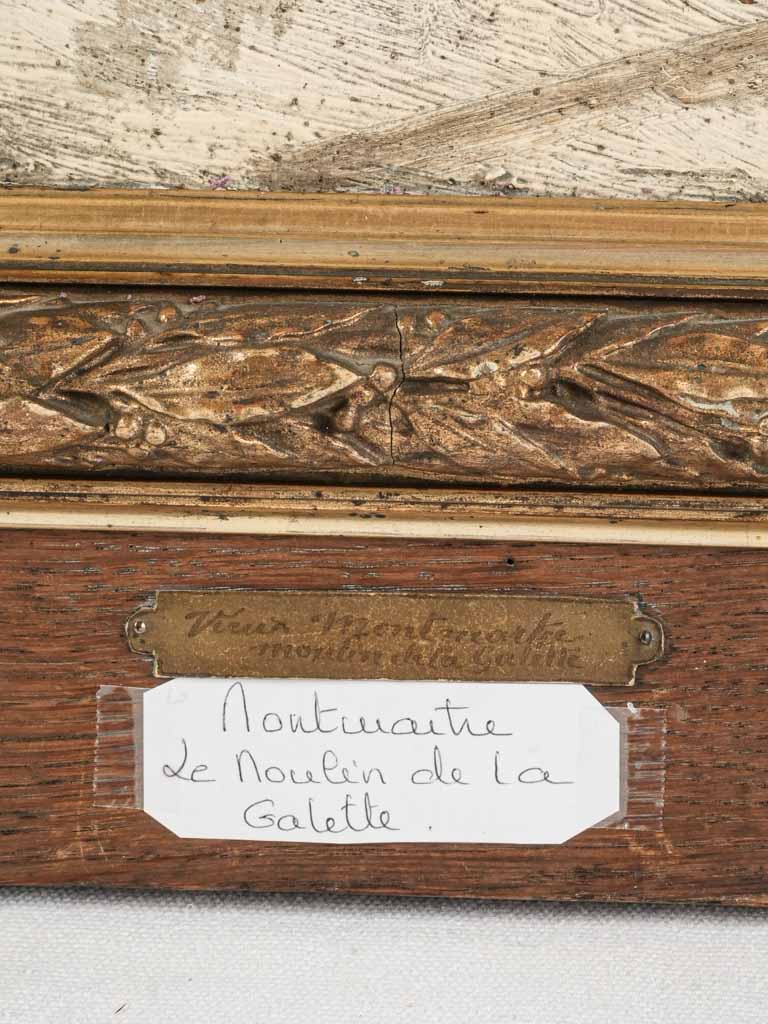 Vieux Montmartre
moulin de la Galette
Montmartre
Le Moulin de la
Galette.